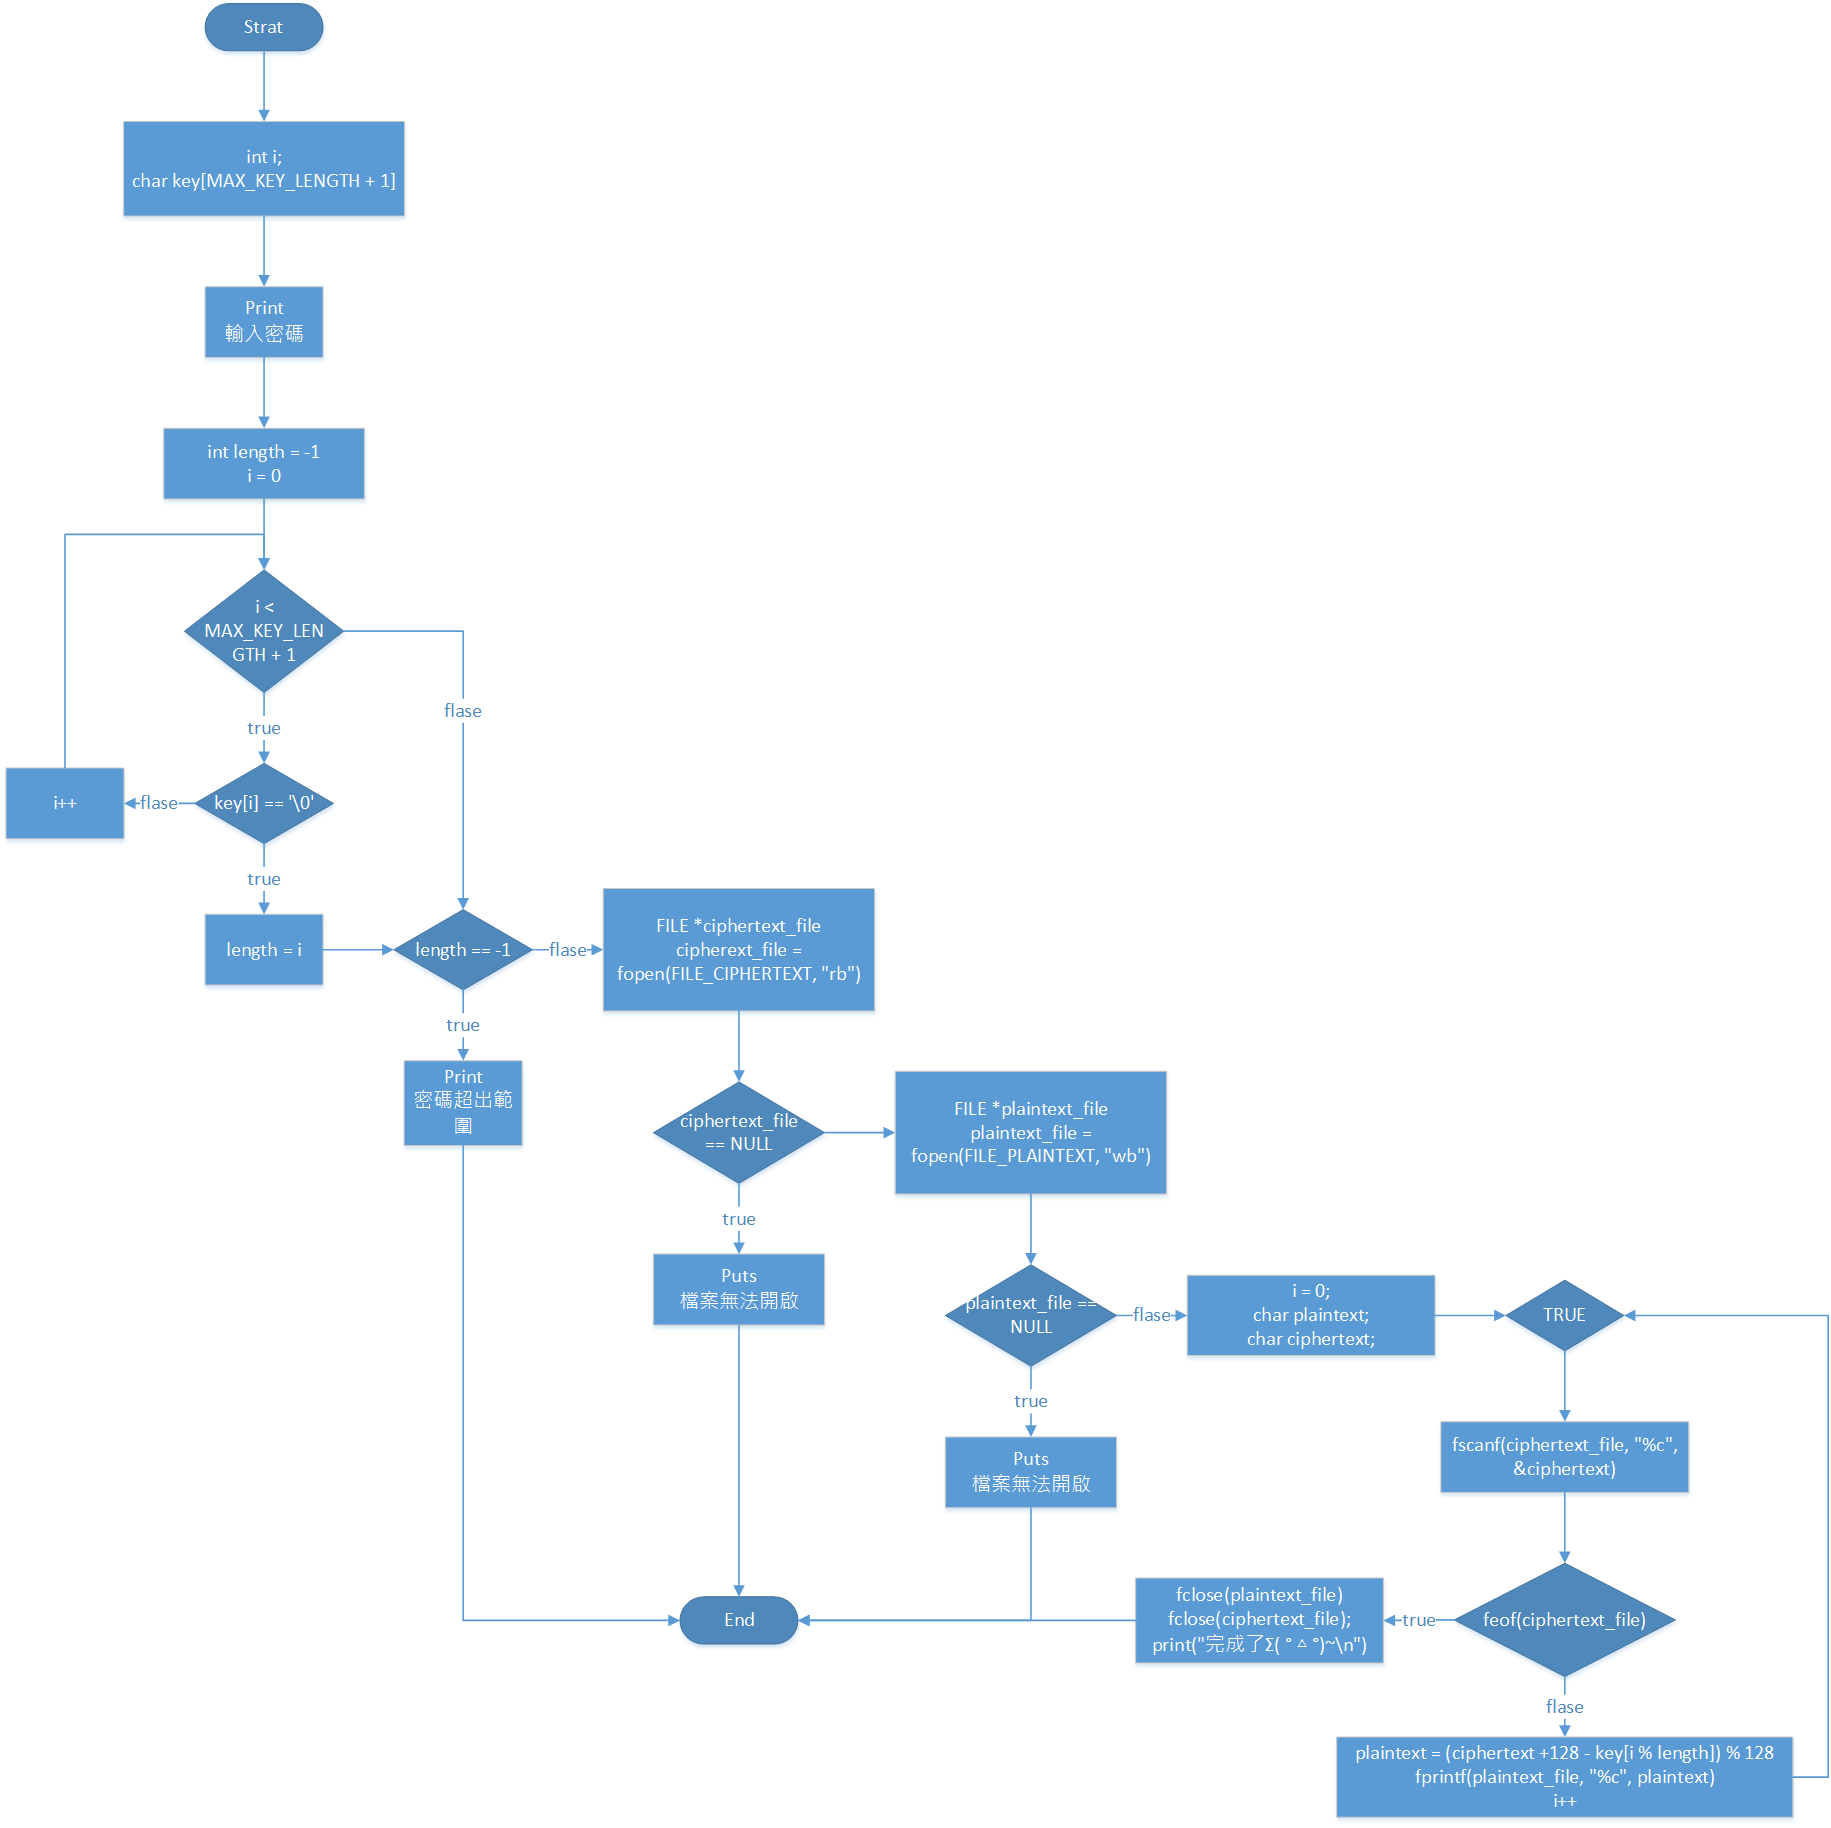 Strat
int i;
char key[MAX_KEY_LENGTH + 1]
Print
輸入密碼
int length = -1
i = 0
i <
MAX_KEY_LEN
GTH + 1
true
flase
i++
flase
key[i] == '\0'
true
length = i
length == -1
flase
FILE *ciphertext_file
cipherext_file =
fopen(FILE_CIPHERTEXT, "rb")
true
Print
密碼超出範
圍
ciphertext_file
== NULL
FILE *plaintext_file
plaintext_file =
fopen(FILE_PLAINTEXT, "wb")
true
Puts
檔案無法開啟
plaintext_file ==
NULL
flase
i = 0;
char plaintext;
char ciphertext;
TRUE
true
Puts
檔案無法開啟
fscanf(ciphertext_file, "%c",
&ciphertext)
End
fclose(plaintext_file)
fclose(ciphertext_file);
print("完成了Σ( ° △ °)~\n")
true
feof(ciphertext_file)
flase
plaintext = (ciphertext +128 - key[i % length]) % 128
fprintf(plaintext_file, "%c", plaintext)
i++